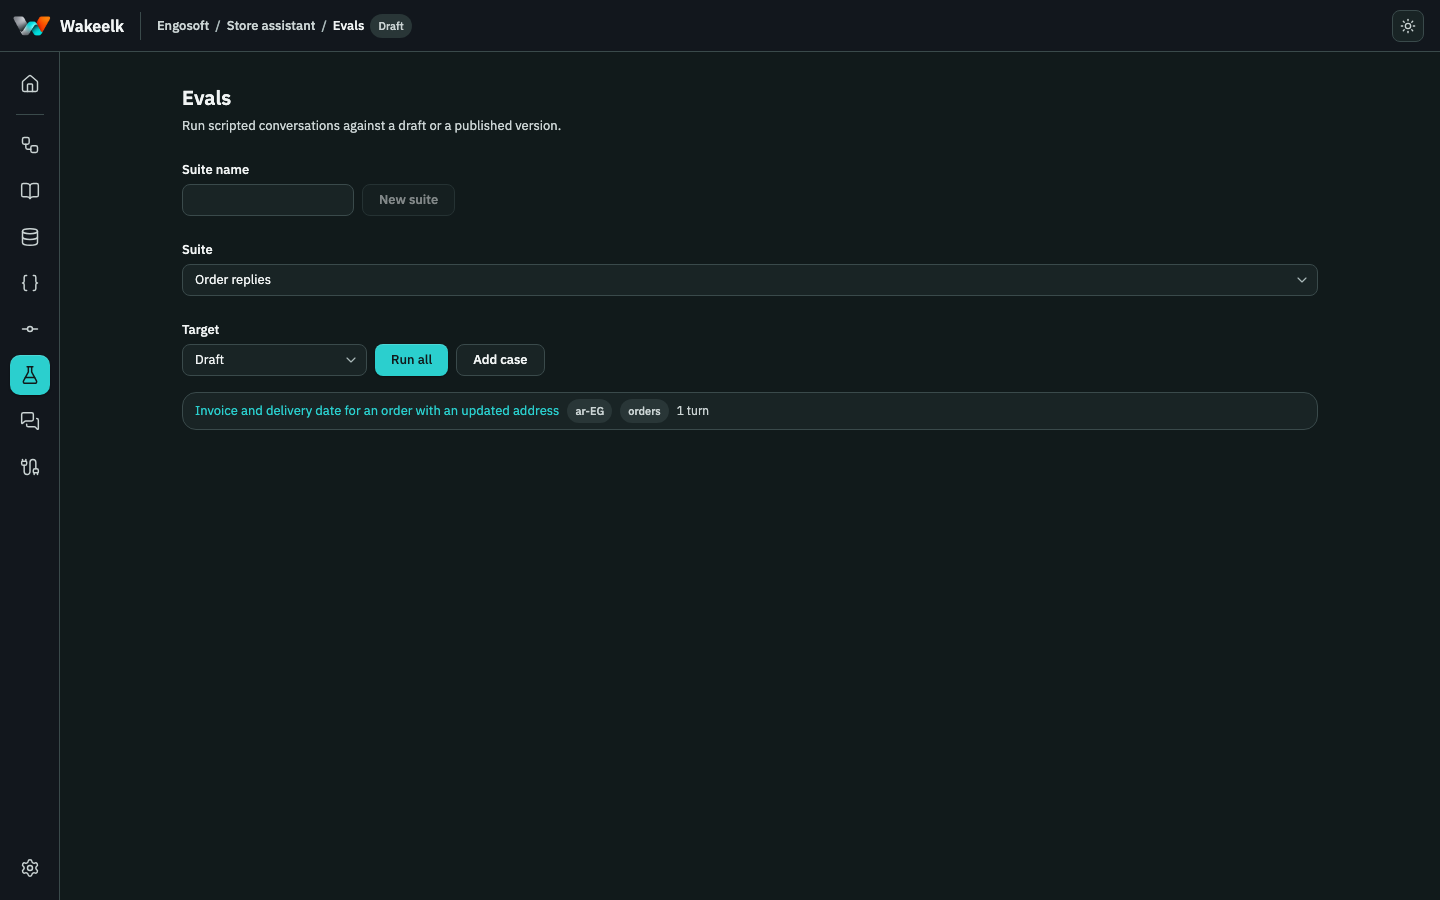 Wakeelk
Engosoft / Store assistant / Evals Draft
Evals
Run scripted conversations against a draft or a published version.
Suite name
New suite
Suite
Order replies
Target
Draft Run all Add case
Invoice and delivery date for an order with an updated address ar-EG orders 1 turn